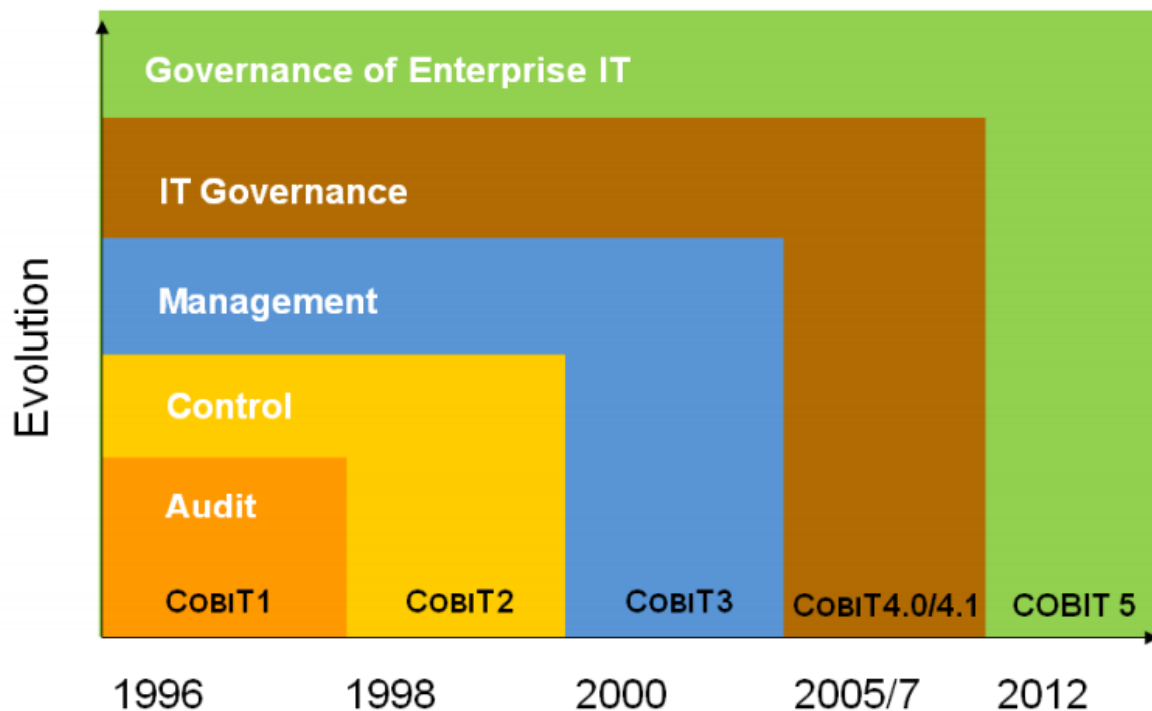 Governance of Enterprise IT
IT Governance
Management
Control
Audit
Evolution
COBIT1 COBIT2 COBIT3 COBIT4.0/4.1 COBIT 5
1996 1998 2000 2005/7 2012